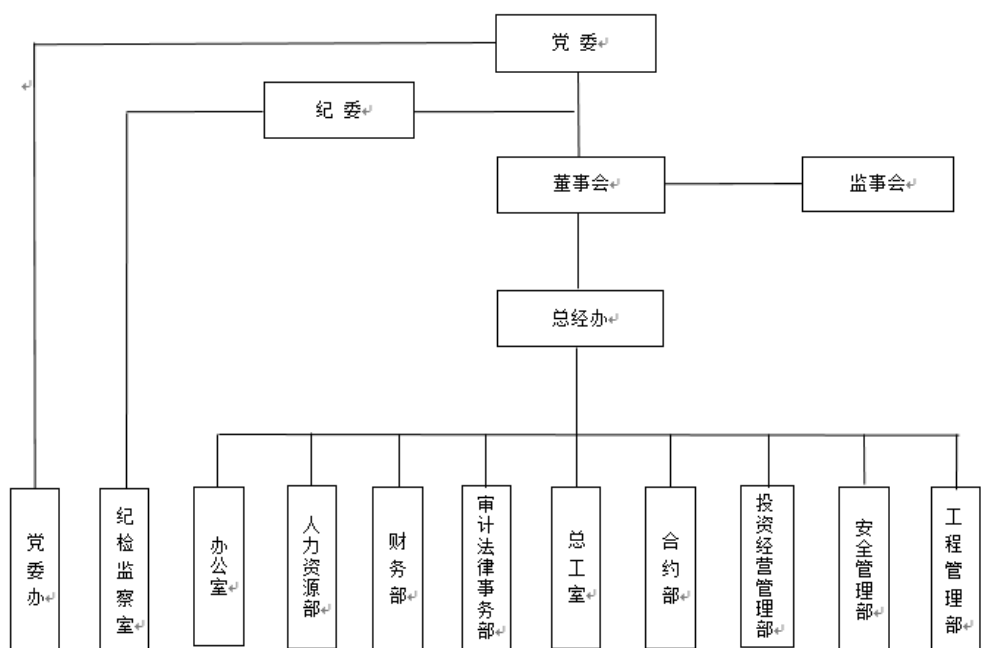 党 委
纪 委
董事会
监事会
总经办
党委办
纪检监察室
办公室
人力资源部
财务部
审计法律事务部
总工室
合约部
投资经营管理部
安全管理部
工程管理部